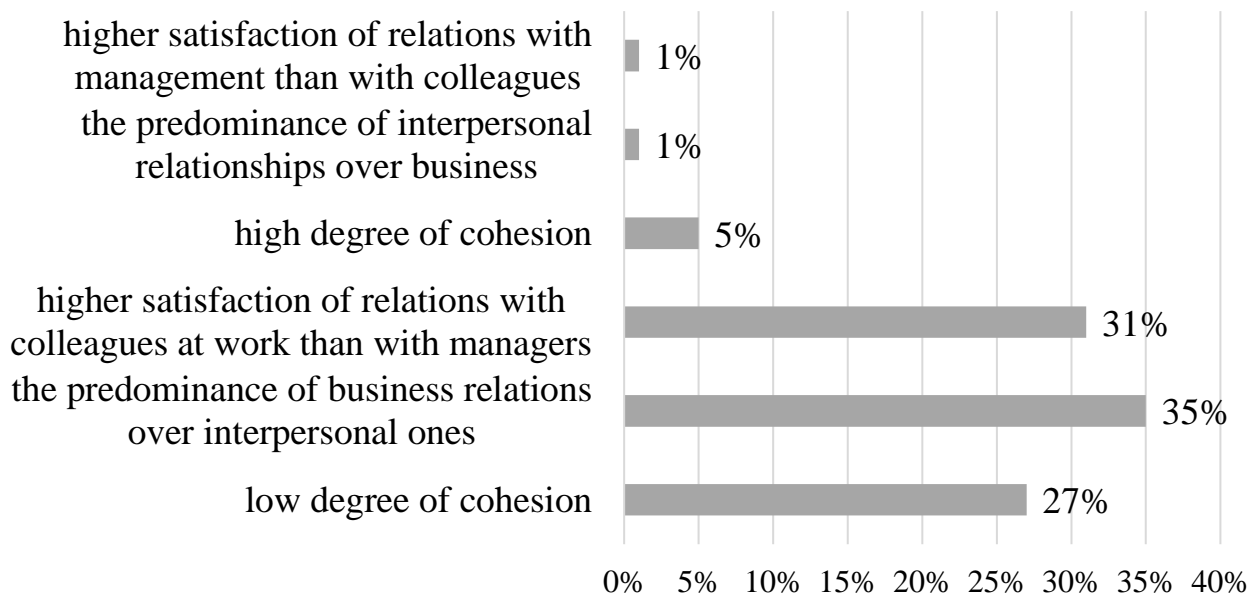 higher satisfaction of relations with
management than with colleagues
1%
the predominance of interpersonal
relationships over business
1%
high degree of cohesion
5%
higher satisfaction of relations with
colleagues at work than with managers
31%
the predominance of business relations
over interpersonal ones
35%
low degree of cohesion
27%
0% 5% 10% 15% 20% 25% 30% 35% 40%